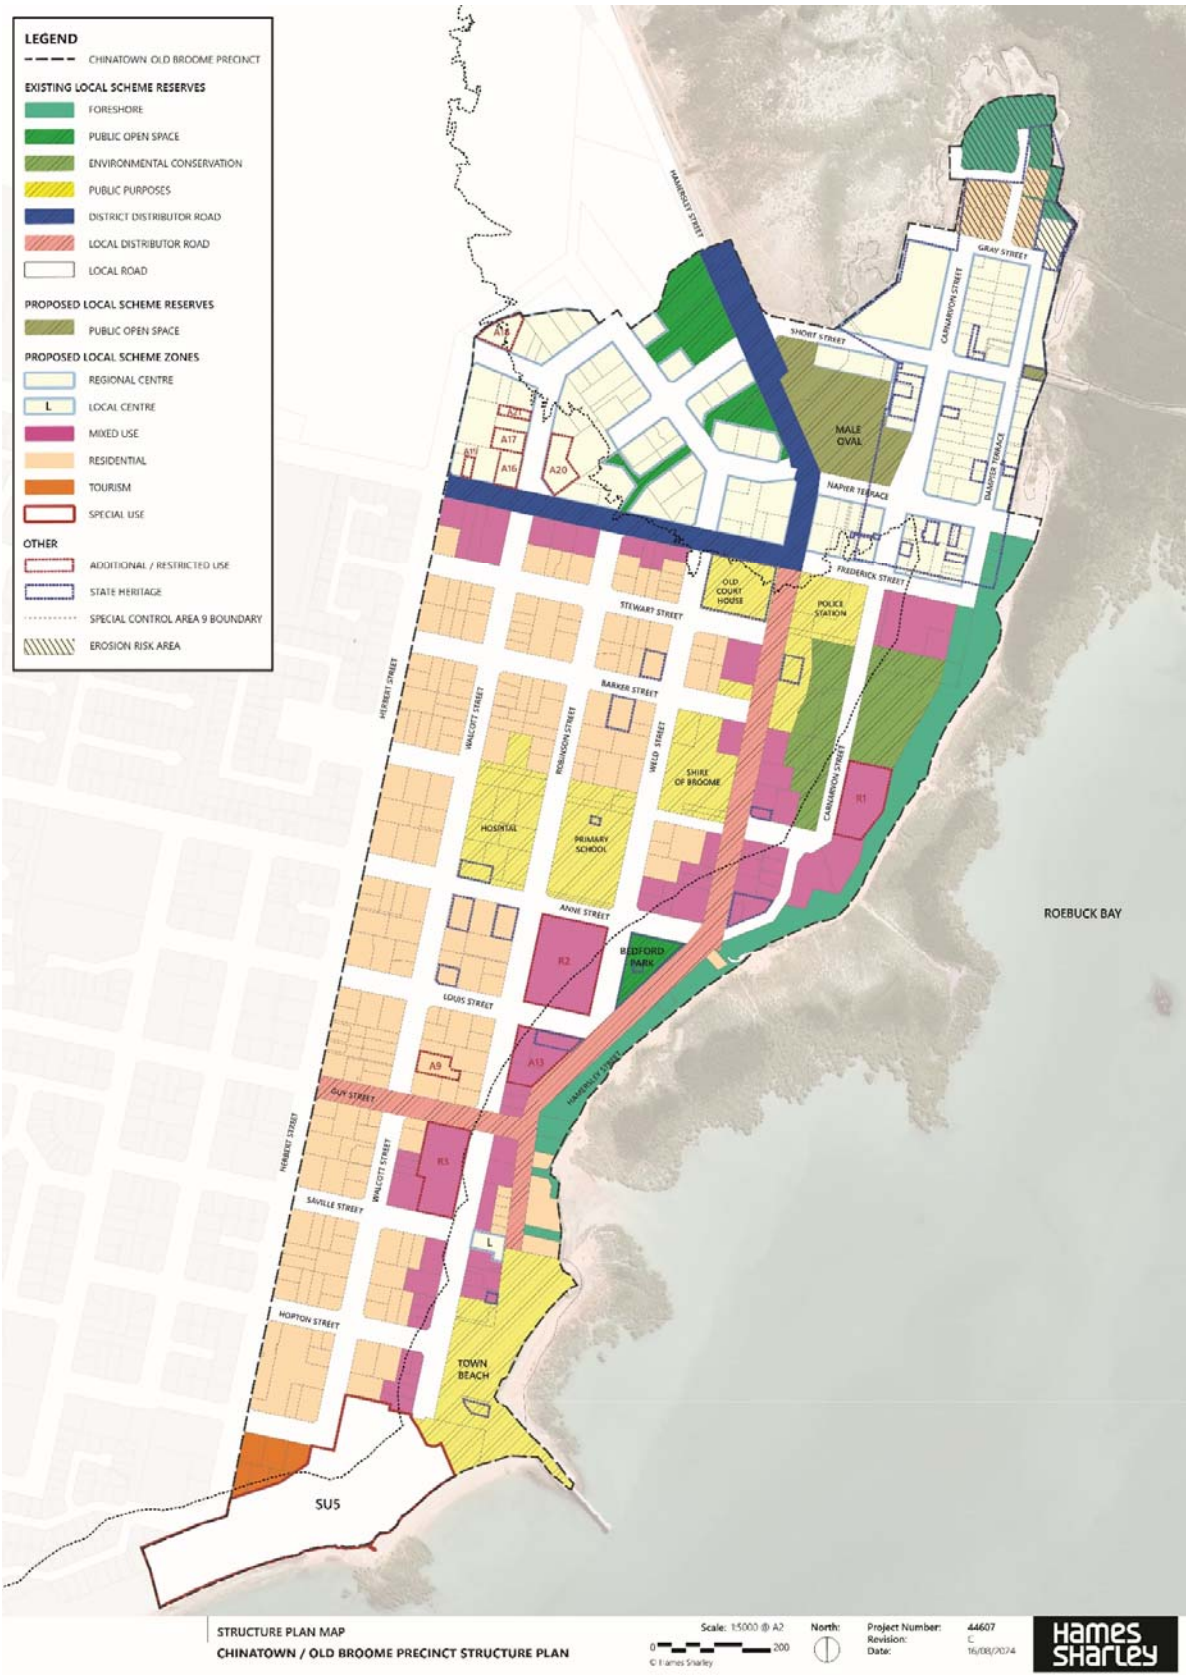 LEGEND
CHINATOWN OLD BROOME PRECINCT
EXISTING LOCAL SCHEME RESERVES
FORESHORE
PUBLIC OPEN SPACE
ENVIRONMENTAL CONSERVATION
PUBLIC PURPOSES
DISTRICT DISTRIBUTOR ROAD
LOCAL DISTRIBUTOR ROAD
LOCAL ROAD
PROPOSED LOCAL SCHEME RESERVES
PUBLIC OPEN SPACE
PROPOSED LOCAL SCHEME ZONES
REGIONAL CENTRE
L
LOCAL CENTRE
MIXED USE
RESIDENTIAL
TOURISM
SPECIAL USE
OTHER
ADDITIONAL / RESTRICTED USE
STATE HERITAGE
SPECIAL CONTROL AREA 9 BOUNDARY
EROSION RISK AREA
HAMERSLEY STREET
GRAY STREET
CARNARVON STREET
SHORT STREET
MALE
OVAL
DAMPIER TERRACE
NAPIER TERRACE
A21
A17
A16
A20
FREDERICK STREET
OLD
COURT
HOUSE
POLICE
STATION
STEWART STREET
BARKER STREET
HERBERT STREET
WALCOTT STREET
ROBINSON STREET
WELD STREET
CARNARVON STREET
SHIRE
OF BROOME
R1
HOSPITAL
PRIMARY
SCHOOL
ANNE STREET
ROEBUCK BAY
BEDFORD
PARK
R2
LOUIS STREET
A9
A13
HAMERSLEY STREET
GUY STREET
HERBERT STREET
WALCOTT STREET
R3
SAVILLE STREET
L
HOPTON STREET
TOWN
BEACH
SU5
STRUCTURE PLAN MAP
CHINATOWN / OLD BROOME PRECINCT STRUCTURE PLAN
Scale: 1:5000 @ A2
0 200
© Hames Sharley
North:
Project Number: 44607
Revision: C
Date: 16/08/2024
Hames
Sharley